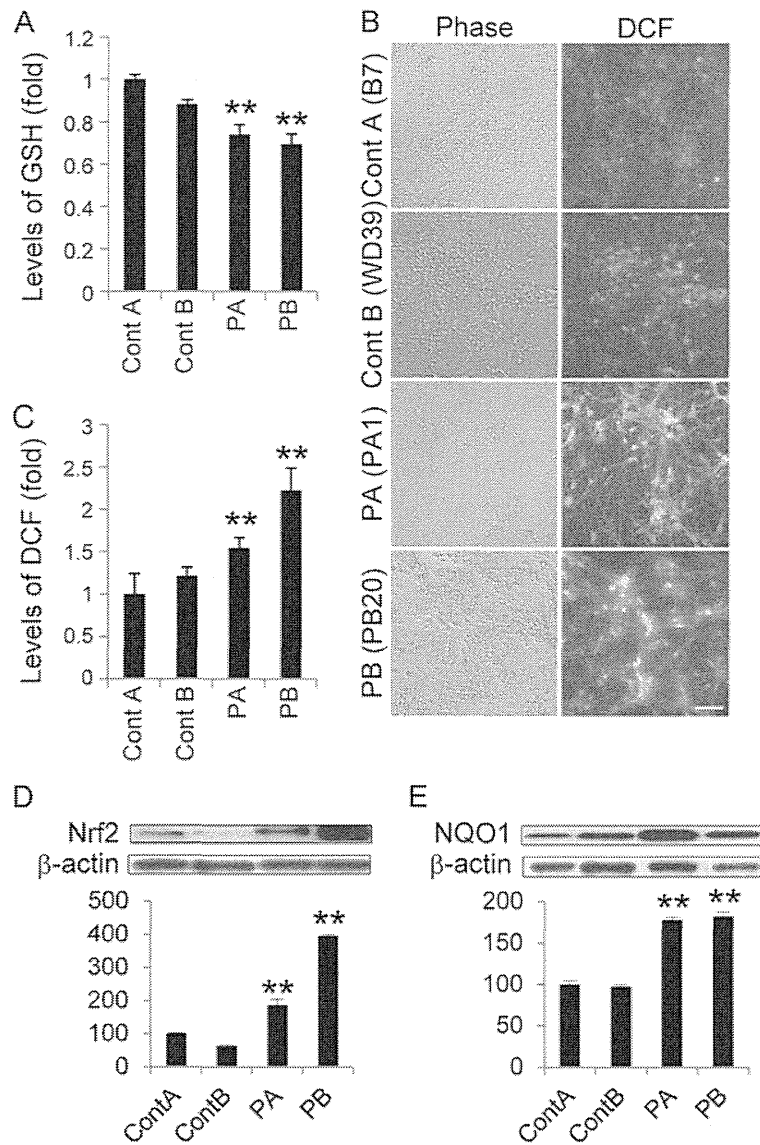 A
Levels of GSH (fold)
1.2
1
0.8
0.6
0.4
0.2
0
**
**
Cont A
Cont B
PA
PB
B
Phase
DCF
Cont A (B7)
Cont B (WD39)
PA (PA1)
PB (PB20)
C
Levels of DCF (fold)
3
2.5
2
1.5
1
0.5
0
**
**
Cont A
Cont B
PA
PB
D
Nrf2
β-actin
500
400
300
200
100
0
**
**
ContA
ContB
PA
PB
E
NQO1
β-actin
200
150
100
50
0
**
**
ContA
ContB
PA
PB